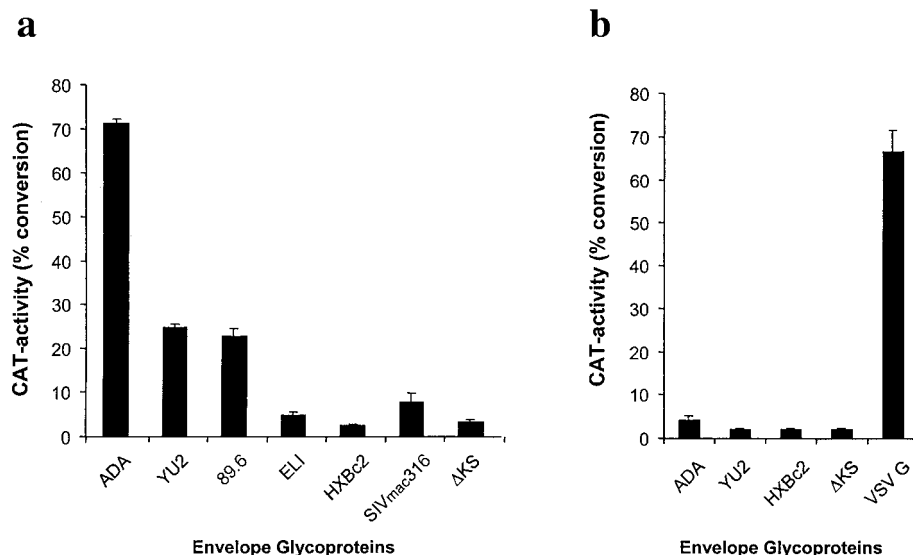 a
CAT-activity (% conversion)
80
70
60
50
40
30
20
10
0
ADA
YU2
89.6
ELI
HXBc2
SIVmac316
ΔKS
Envelope Glycoproteins
b
CAT-activity (% conversion)
80
70
60
50
40
30
20
10
0
ADA
YU2
HXBc2
ΔKS
VSV G
Envelope Glycoproteins